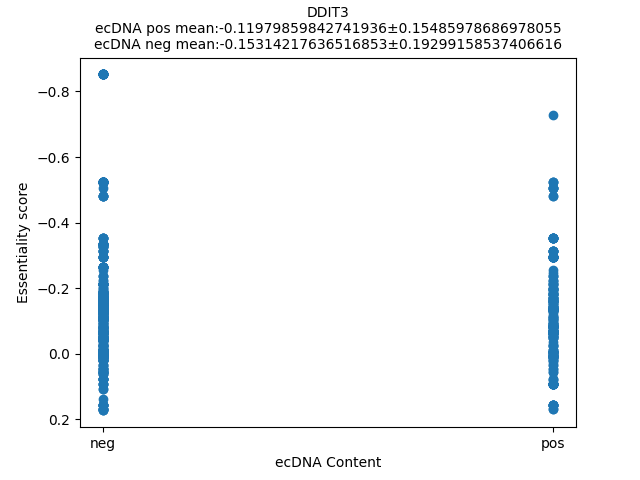 DDIT3
ecDNA pos mean:-0.11979859842741936±0.15485978686978055
ecDNA neg mean:-0.15314217636516853±0.19299158537406616
−0.8
−0.6
−0.4
−0.2
0.0
0.2
Essentiality score
neg
pos
ecDNA Content